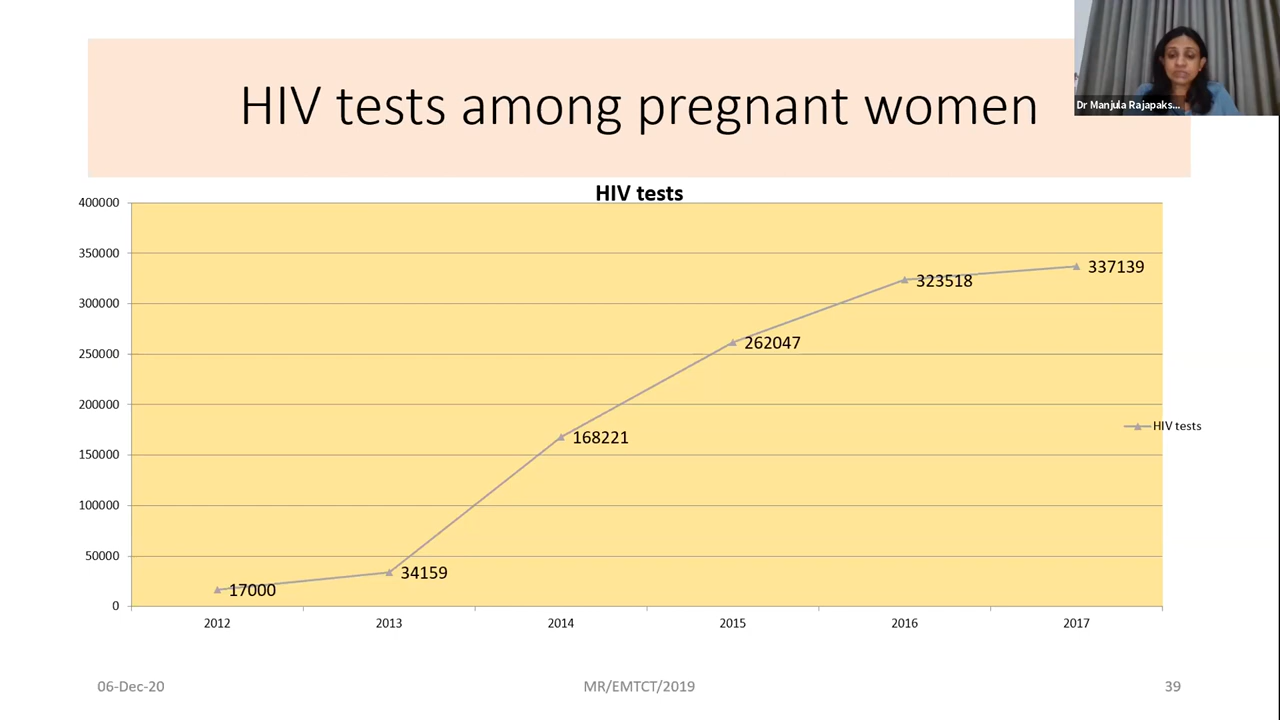 HIV tests among pregnant women
Dr Manjula Rajapaks...
HIV tests
400000
350000
300000
250000
200000
150000
100000
50000
0
17000
34159
168221
262047
323518
337139
HIV tests
2012 2013 2014 2015 2016 2017
06-Dec-20 MR/EMTCT/2019 39